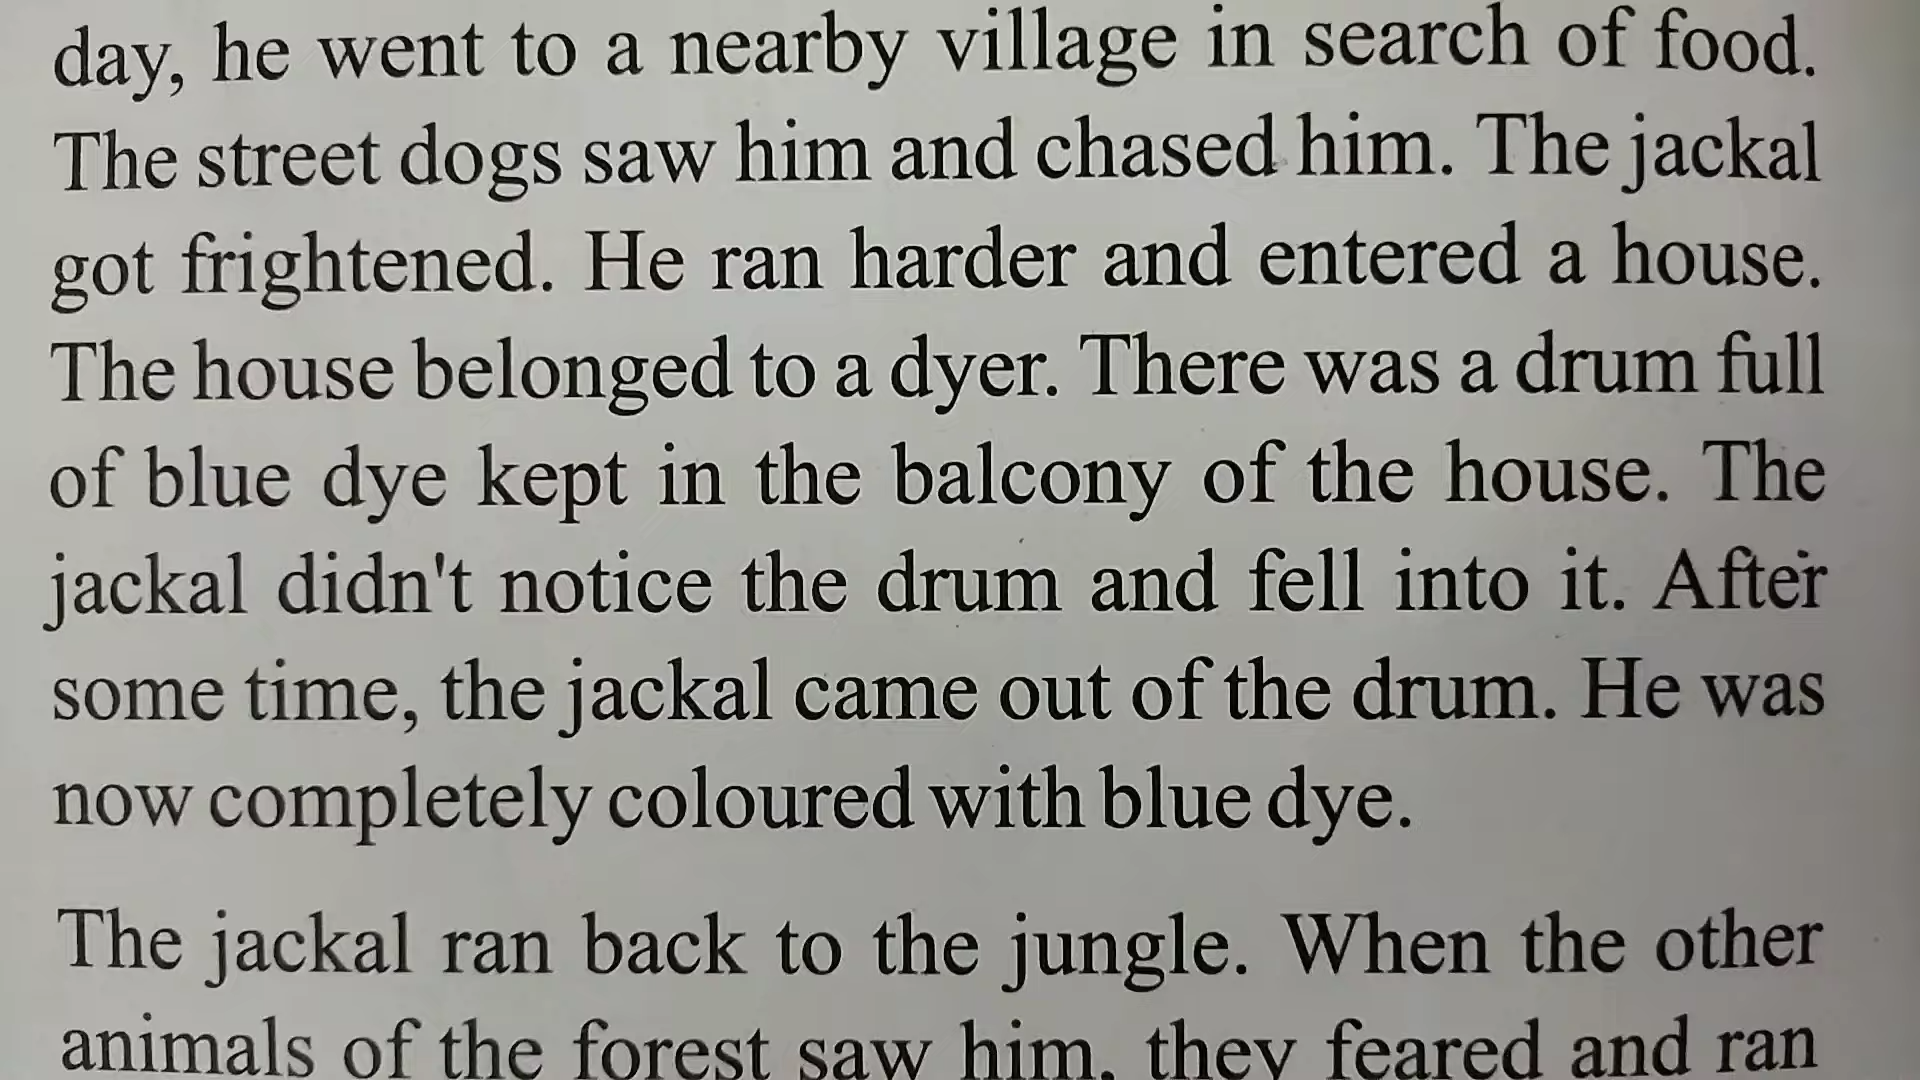 day, he went to a nearby village in search of food.
The street dogs saw him and chased him. The jackal
got frightened. He ran harder and entered a house.
The house belonged to a dyer. There was a drum full
of blue dye kept in the balcony of the house. The
jackal didn't notice the drum and fell into it. After
some time, the jackal came out of the drum. He was
now completely coloured with blue dye.
The jackal ran back to the jungle. When the other
animals of the forest saw him, they feared and ran